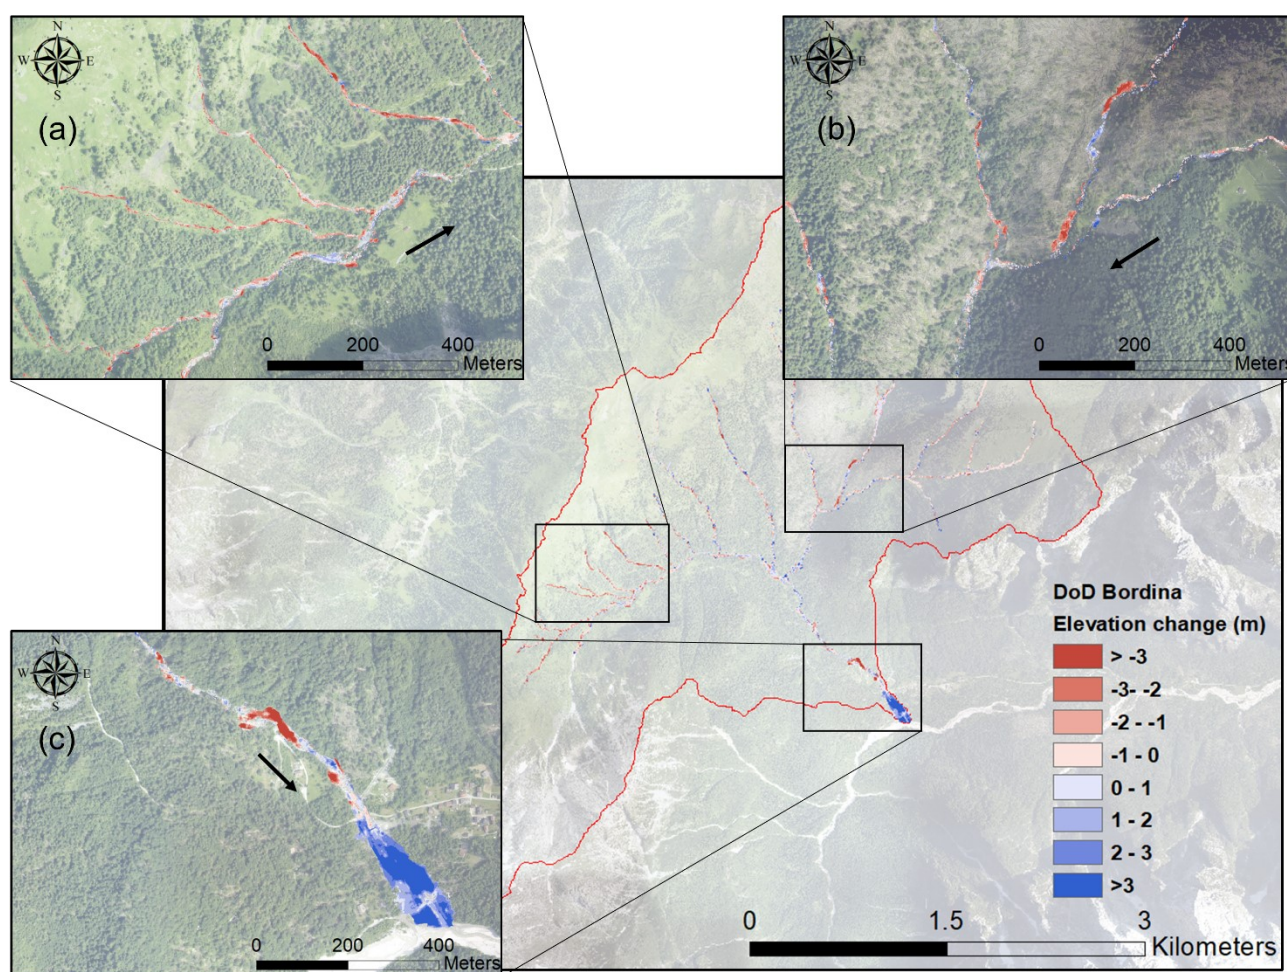 N
W E
S
(a)
0 200 400
Meters
N
W E
S
(b)
0 200 400
Meters
DoD Bordina
Elevation change (m)
> -3
-3- -2
-2 - -1
-1 - 0
0 - 1
1 - 2
2 - 3
>3
N
W E
S
(c)
0 200 400
Meters
0 1.5 3
Kilometers